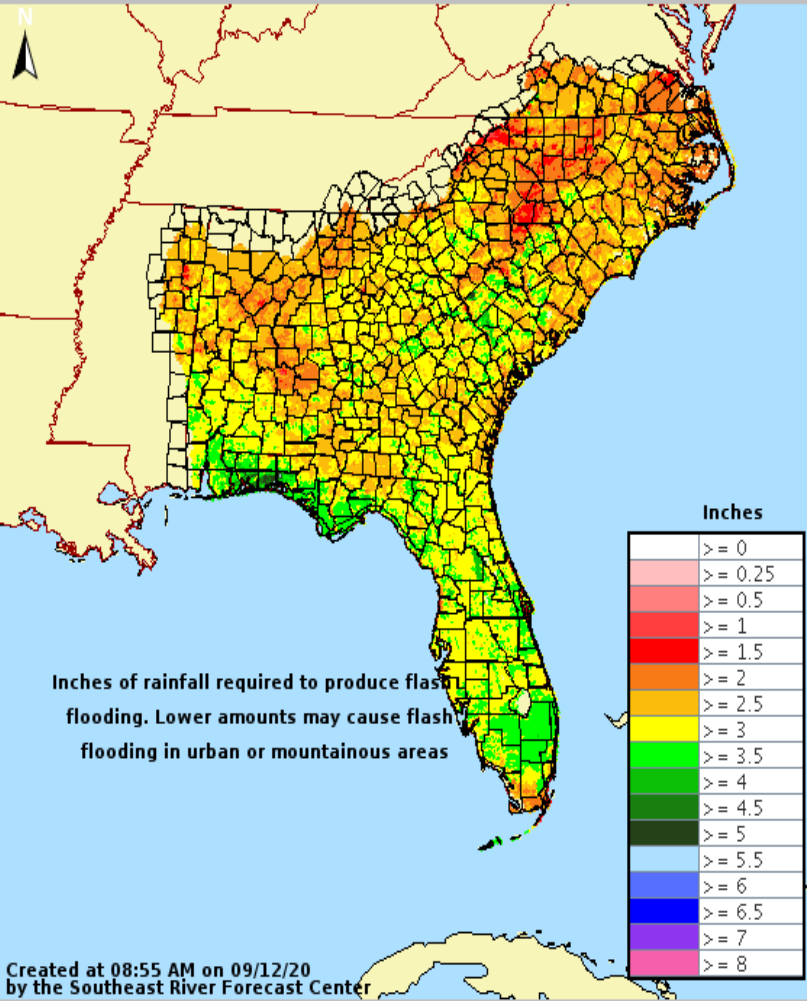 N
Inches
>= 0
>= 0.25
>= 0.5
>= 1
>= 1.5
>= 2
>= 2.5
>= 3
>= 3.5
>= 4
>= 4.5
>= 5
>= 5.5
>= 6
>= 6.5
>= 7
>= 8
Inches of rainfall required to produce flash
flooding. Lower amounts may cause flash
flooding in urban or mountainous areas
Created at 08:55 AM on 09/12/20
by the Southeast River Forecast Center